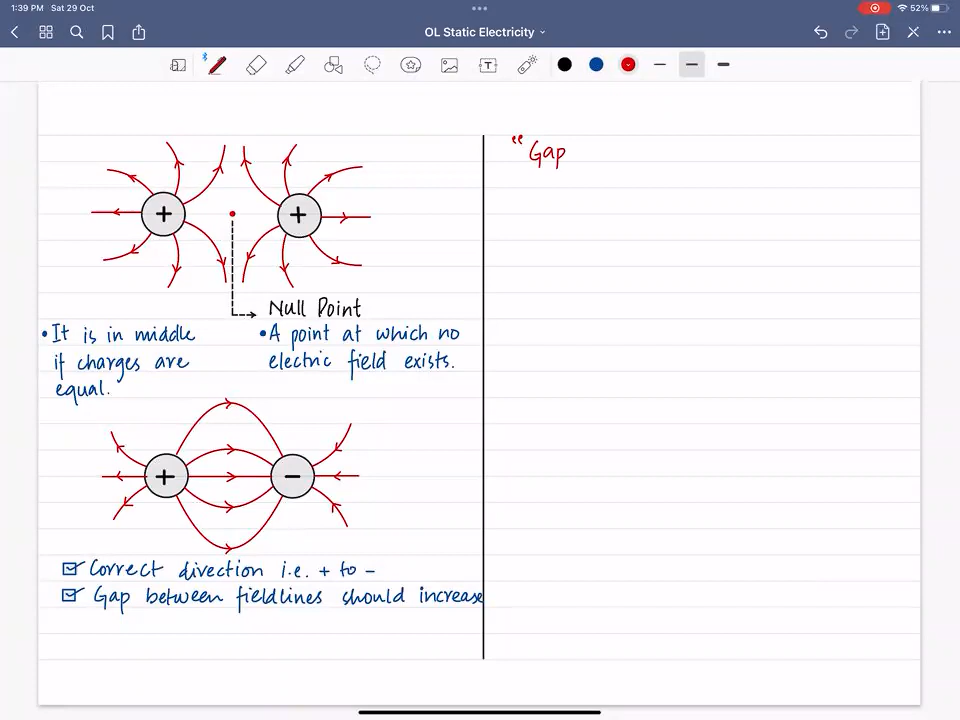 1:39 PM Sat 29 Oct
52%
OL Static Electricity
T
"Gap
+ +
Null Point
• It is in middle
if charges are
equal.
• A point at which no
electric field exists.
+ −
Correct direction i.e. + to −
Gap between fieldlines should increase